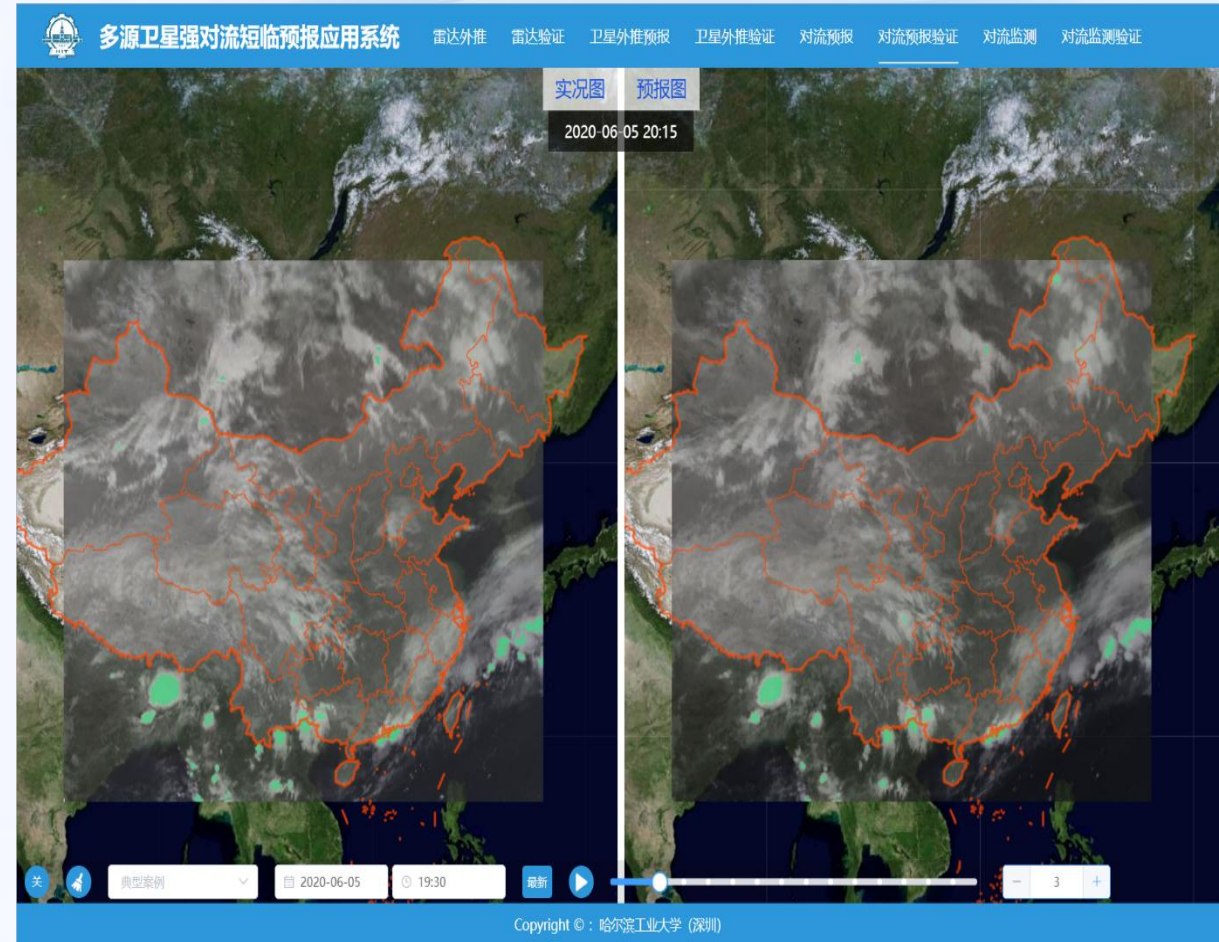 多源卫星强对流短临预报应用系统
雷达外推 雷达验证 卫星外推预报 卫星外推验证 对流预报 对流预报验证 对流监测 对流监测验证
实况图 预报图
2020-06-05 20:15
关 典型案例 2020-06-05 19:30 最新 - 3 +
Copyright ©：哈尔滨工业大学 (深圳)